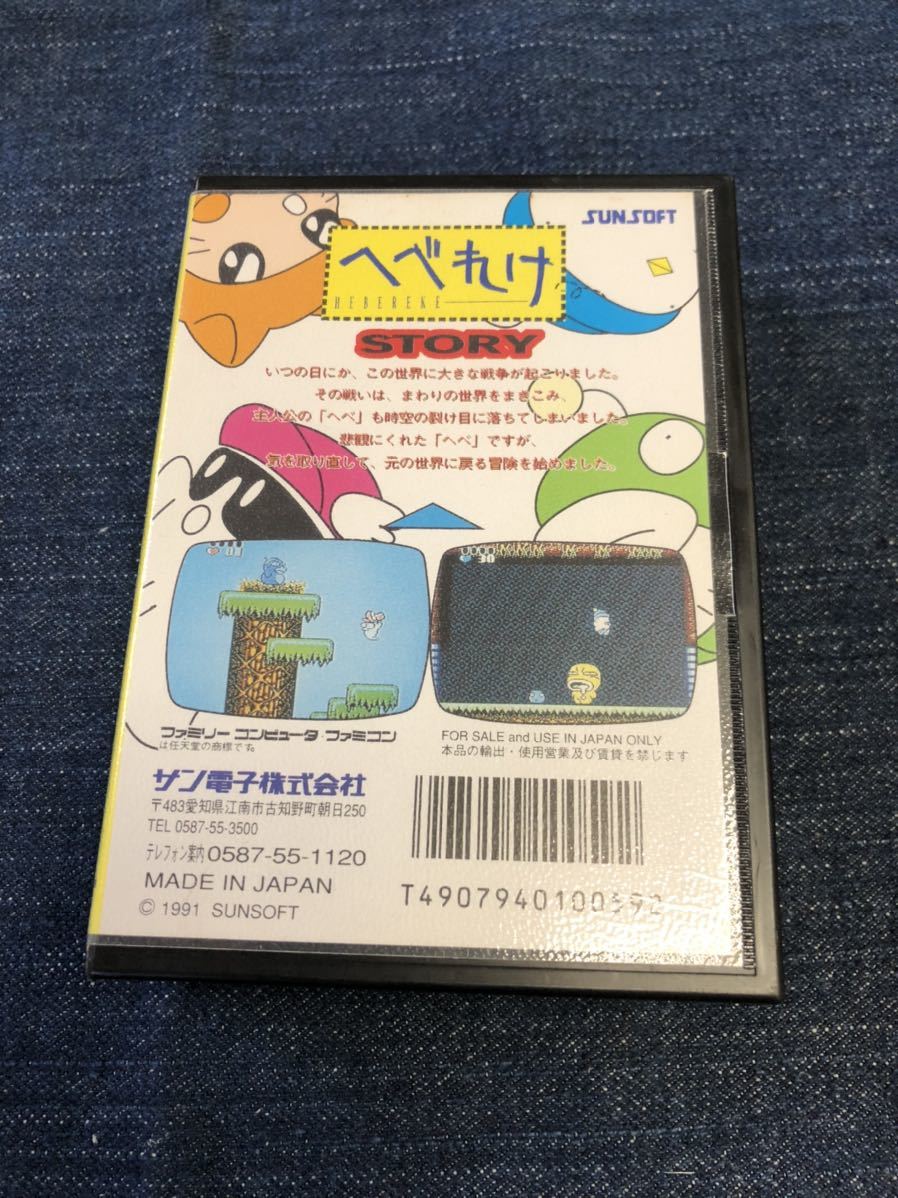 SUNSOFT
へべれけ
HEBEREKE
STORY
いつの日にか、この世界に大きな戦争が起こりました。
その戦いは、まわりの世界をまきこみ、
主人公の「へべ」も時空の裂け目に落ちてしまいました。
悲観にくれた「へべ」ですが、
気を取り直して、元の世界に戻る冒険を始めました。
30
ファミリーコンピュータ・ファミコン
は任天堂の商標です。
FOR SALE and USE IN JAPAN ONLY
本品の輸出・使用営業及び賃貸を禁じます
サン電子株式会社
〒483愛知県江南市古知野町朝日250
TEL 0587-55-3500
テレフォン案内0587-55-1120
MADE IN JAPAN
© 1991 SUNSOFT
T4907940100592